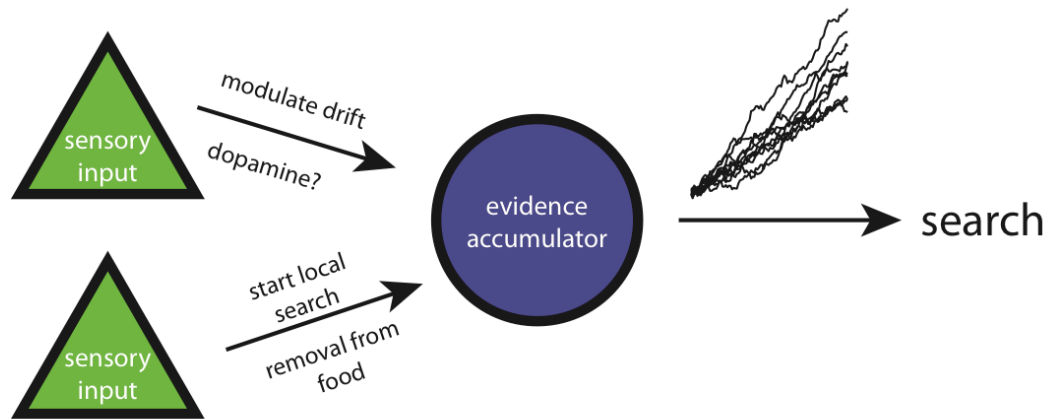 sensory
input
modulate drift
dopamine?
sensory
input
start local
search
removal from
food
evidence
accumulator
search